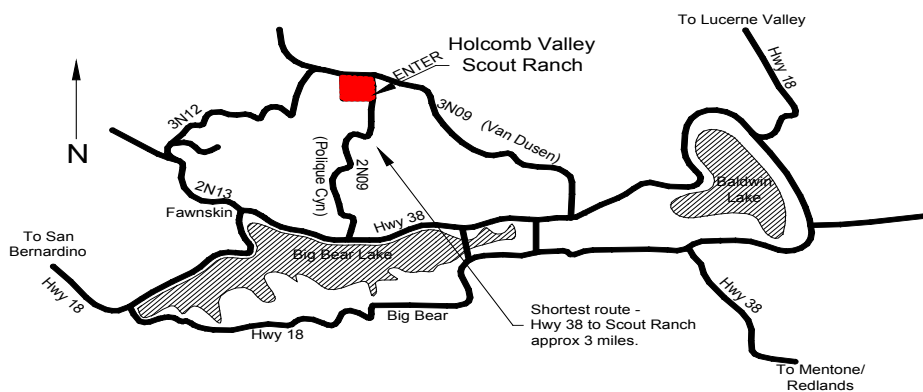 To Lucerne Valley
Hwy 18
Holcomb Valley
Scout Ranch
ENTER
N
3N12
3N09 (Van Dusen)
2N09
(Polique Cyn)
2N13
Fawnskin
Hwy 38
Baldwin
Lake
To San
Bernardino
Hwy 18
Big Bear Lake
Big Bear
Hwy 18
Shortest route -
Hwy 38 to Scout Ranch
approx 3 miles.
Hwy 38
To Mentone/
Redlands